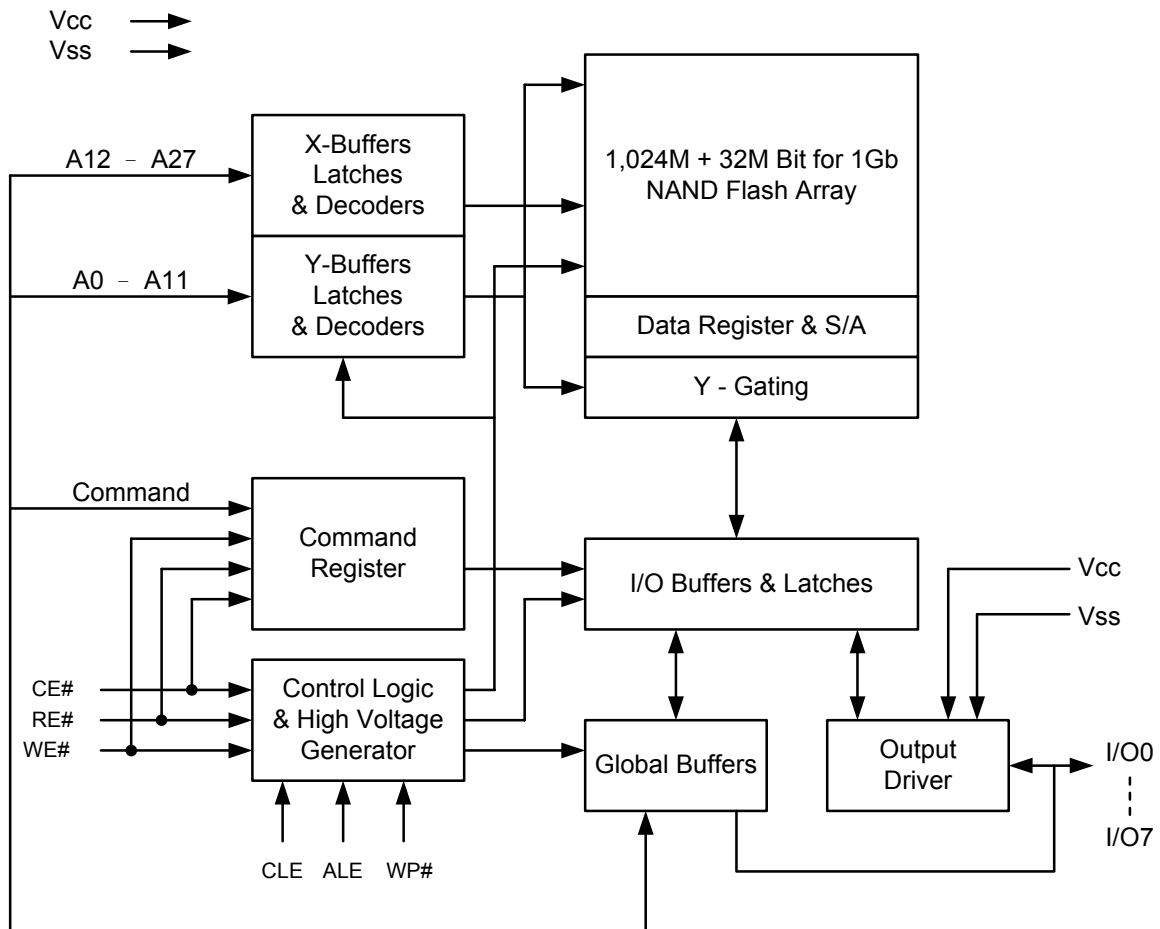 Vcc
Vss
A12 – A27
X-Buffers
Latches
& Decoders
1,024M + 32M Bit for 1Gb
NAND Flash Array
A0 – A11
Y-Buffers
Latches
& Decoders
Data Register & S/A
Y - Gating
Command
Command
Register
I/O Buffers & Latches
Vcc
Vss
CE#
RE#
WE#
Control Logic
& High Voltage
Generator
Global Buffers
Output
Driver
I/O0
I/O7
CLE
ALE
WP#